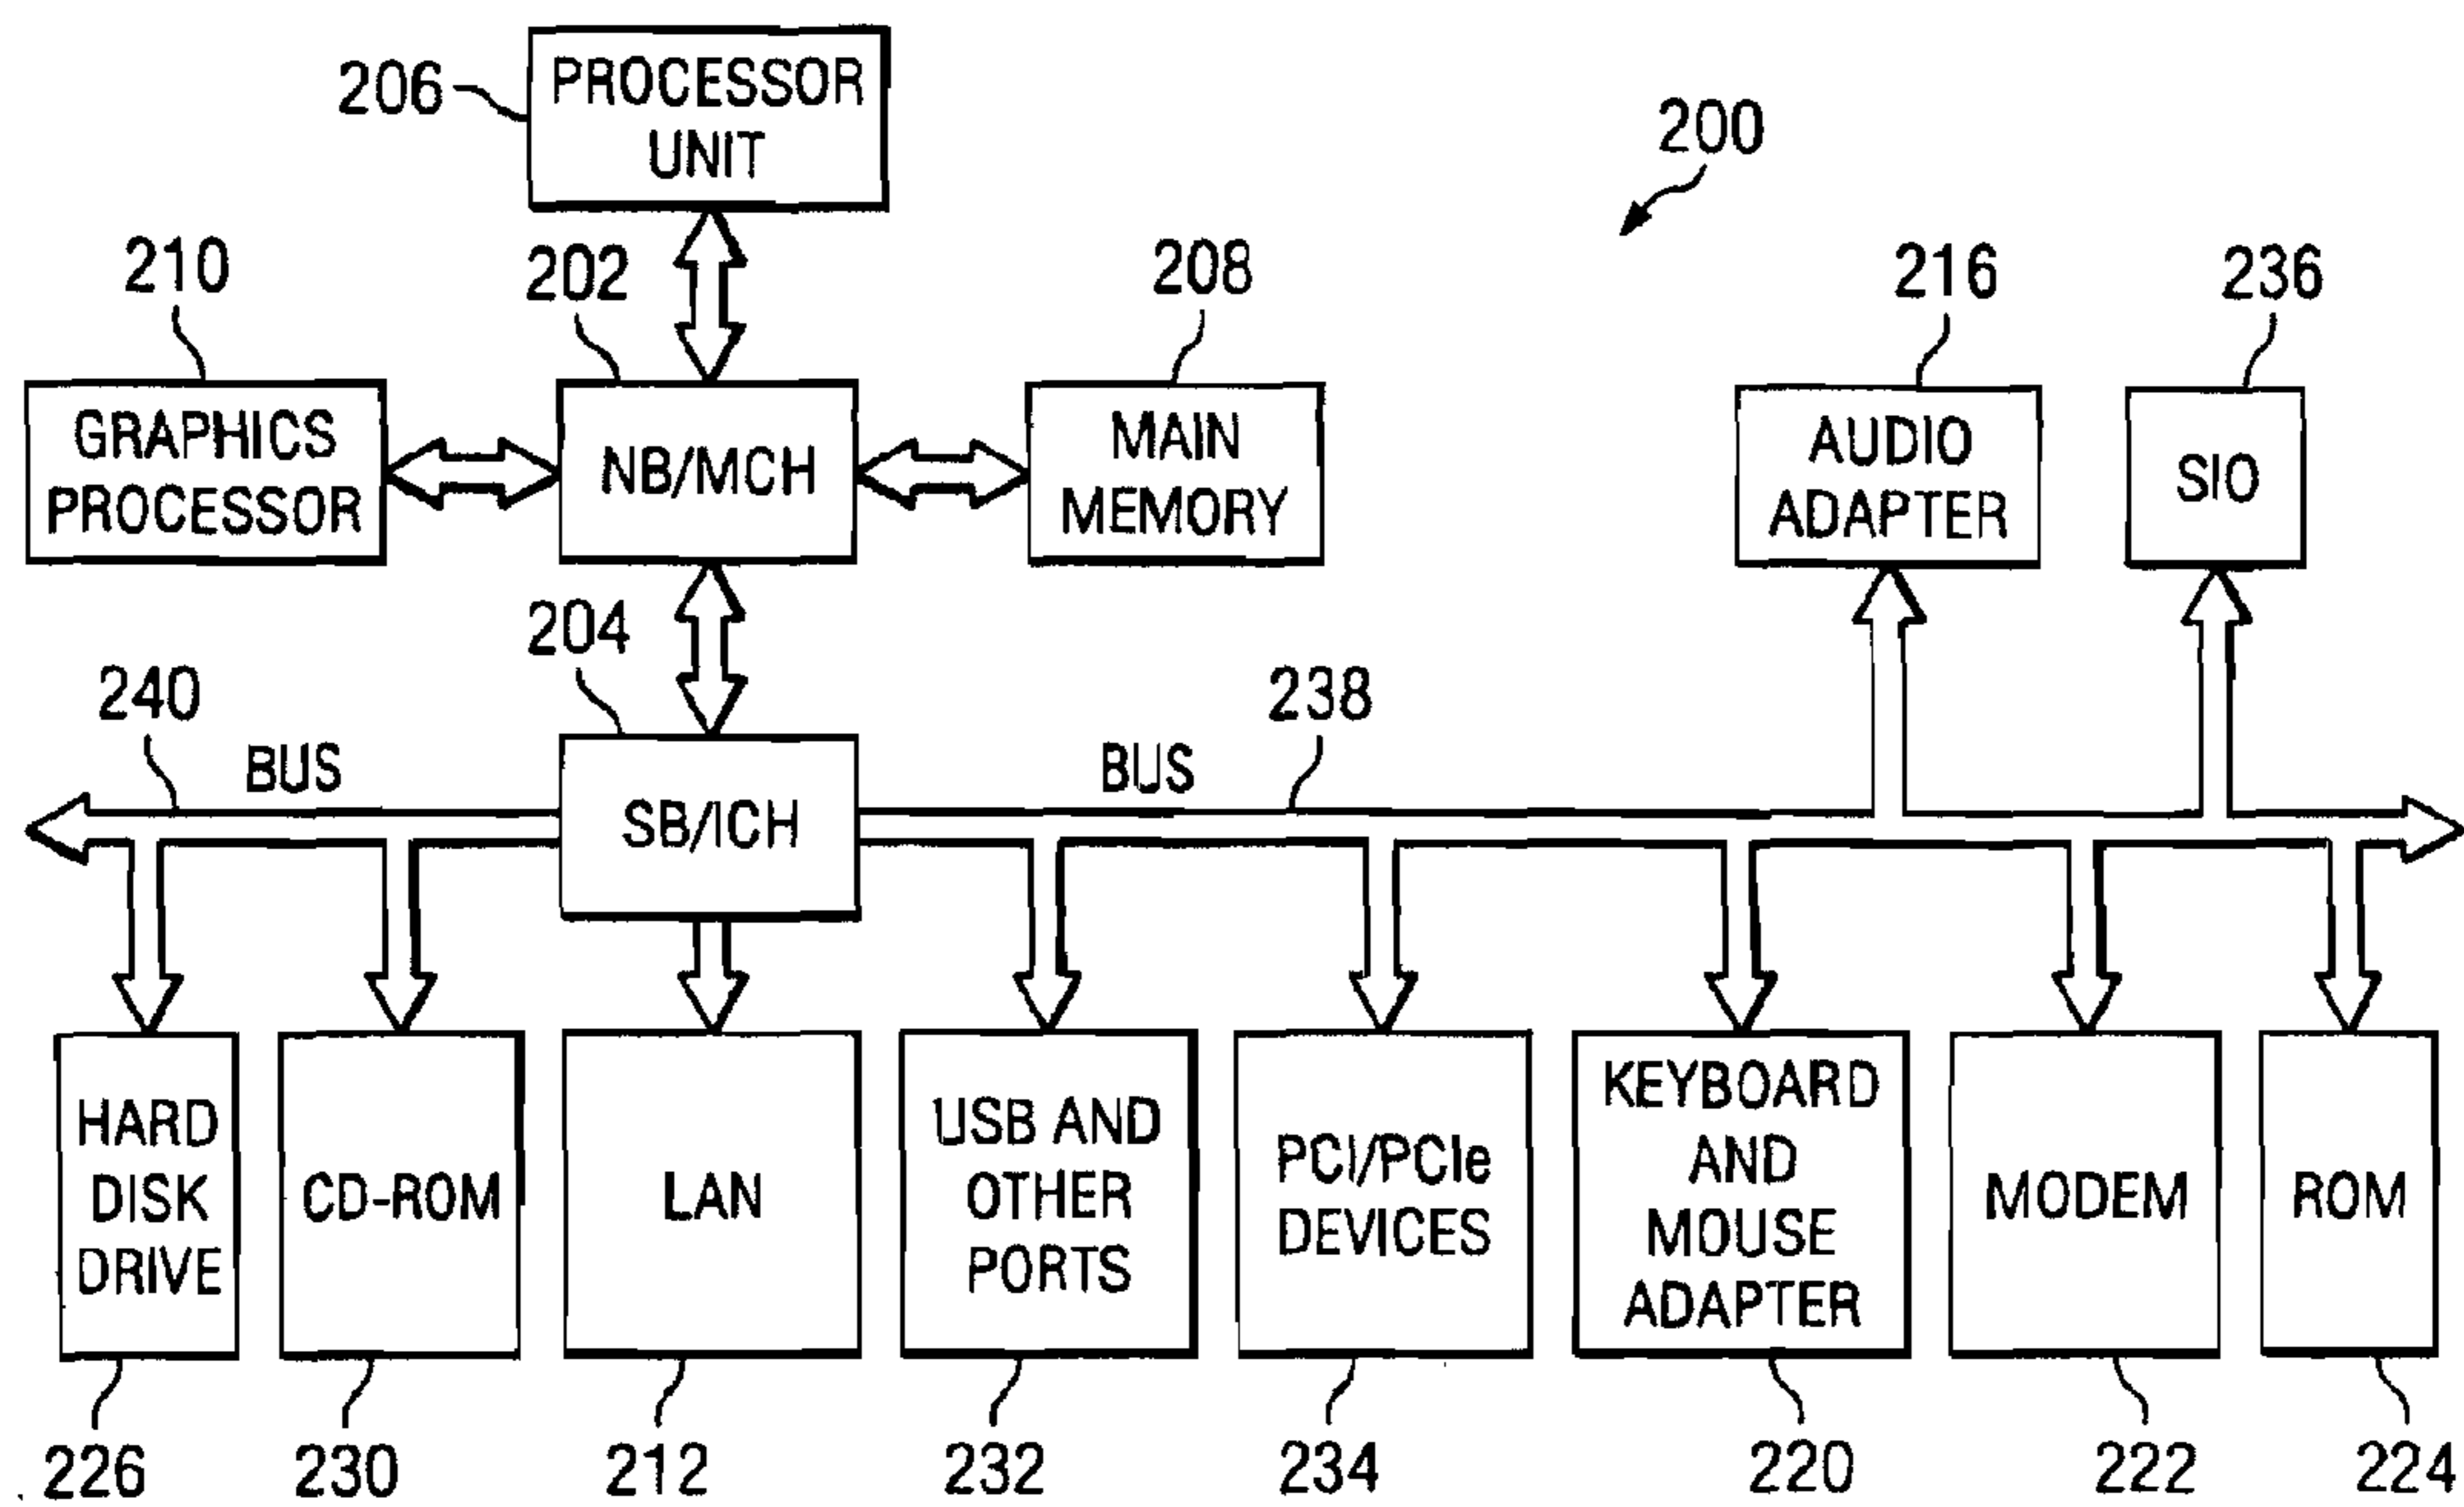 206
PROCESSOR
UNIT
200
210
202
208
216
236
GRAPHICS
PROCESSOR
NB/MCH
MAIN
MEMORY
AUDIO
ADAPTER
SIO
204
240
BUS
238
BUS
SB/ICH
HARD
DISK
DRIVE
CD-ROM
LAN
USB AND
OTHER
PORTS
PCI/PCIe
DEVICES
KEYBOARD
AND
MOUSE
ADAPTER
MODEM
ROM
226
230
212
232
234
220
222
224